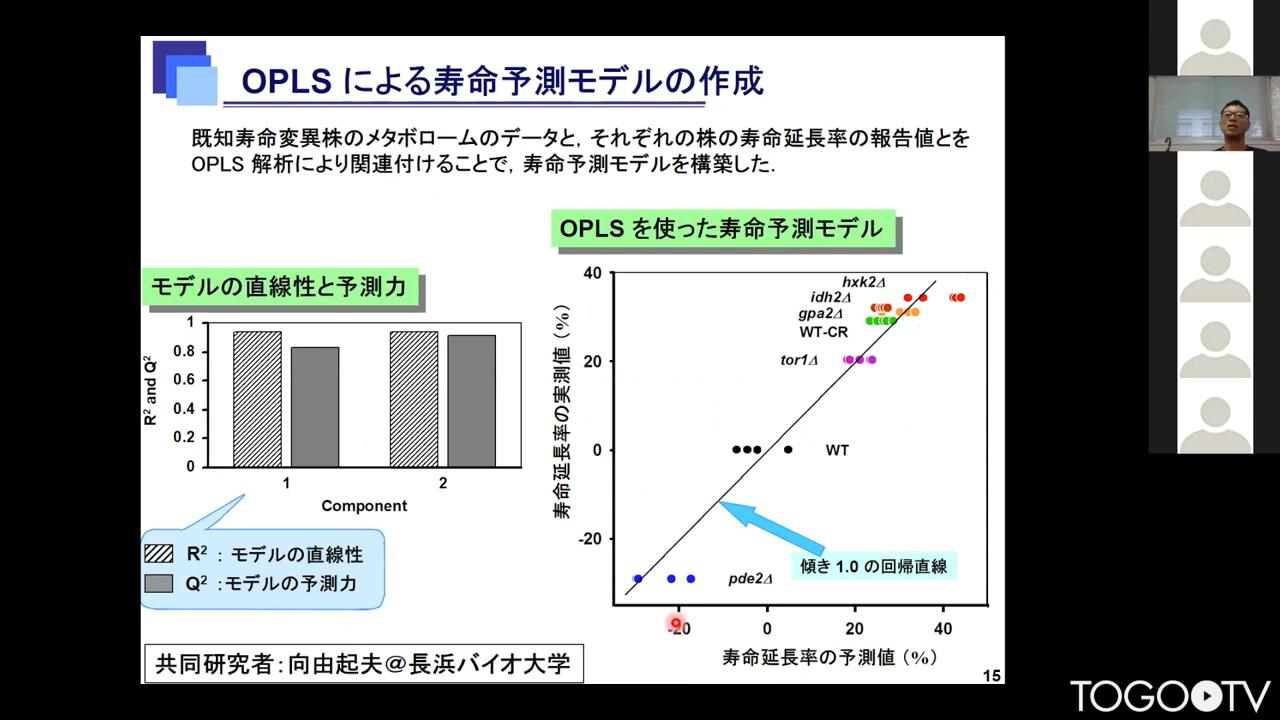 OPLS による寿命予測モデルの作成
既知寿命変異株のメタボロームのデータと, それぞれの株の寿命延長率の報告値とを
OPLS 解析により関連付けることで, 寿命予測モデルを構築した.
OPLS を使った寿命予測モデル
モデルの直線性と予測力
R² and Q²
1
0.8
0.6
0.4
0.2
0
1
2
Component
R² : モデルの直線性
Q² :モデルの予測力
寿命延長率の実測値 (%)
40
20
0
-20
hxk2Δ
idh2Δ
gpa2Δ
WT-CR
tor1Δ
WT
pde2Δ
傾き 1.0 の回帰直線
-20
0
20
40
寿命延長率の予測値 (%)
共同研究者:向由起夫@長浜バイオ大学
15
TOGO TV